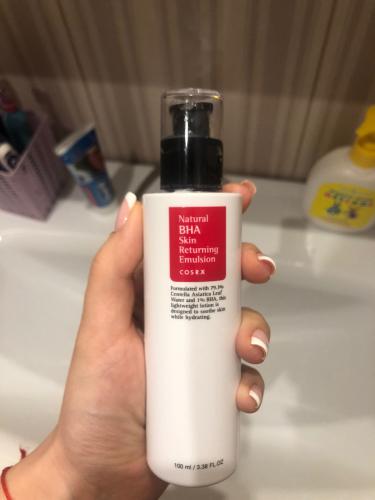 Natural
BHA
Skin
Returning
Emulsion
COSRX
Formulated with 79.3%
Centella Asiatica Leaf
Water and 1% BHA, this
lightweight lotion is
designed to soothe skin
while hydrating.
100 ml / 3.38 FL.OZ